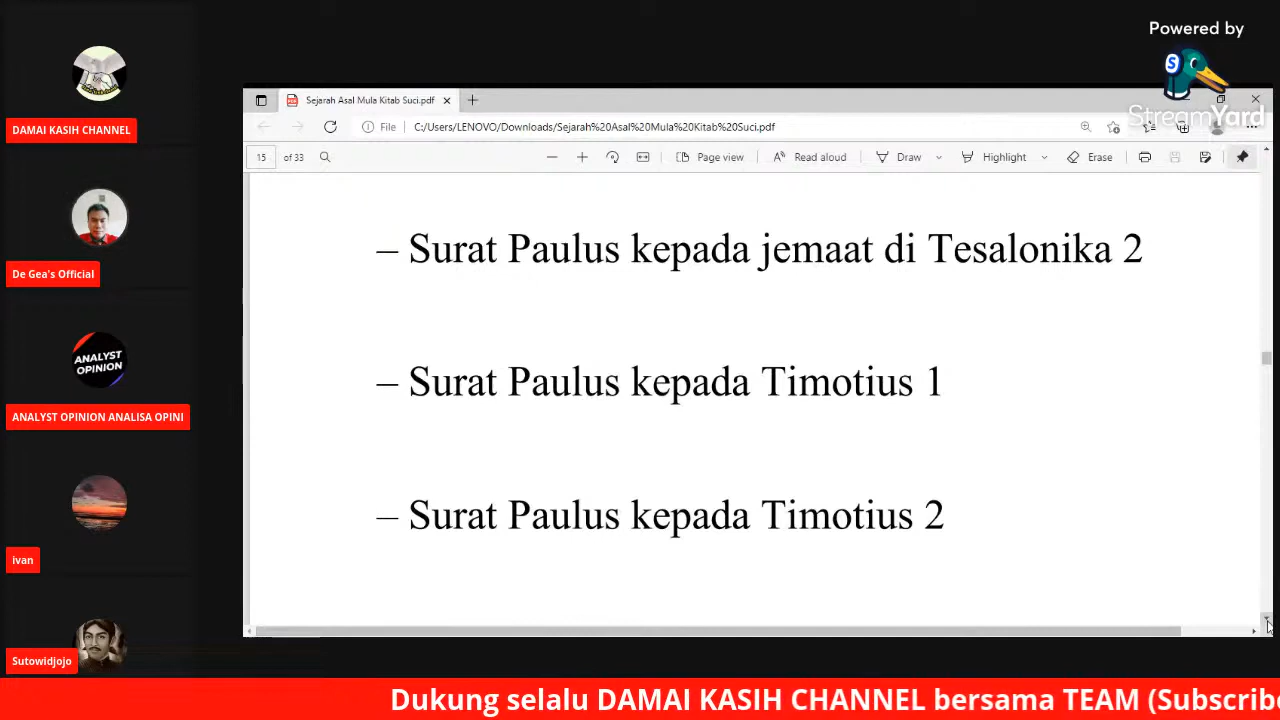 Powered by
StreamYard
DAMAI KASIH CHANNEL
De Gea's Official
ANALYST
OPINION
ANALYST OPINION ANALISA OPINI
ivan
Sutowidjojo
Sejarah Asal Mula Kitab Suci.pdf
File
C:/Users/LENOVO/Downloads/Sejarah%20Asal%20Mula%20Kitab%20Suci.pdf
15 of 33
Page view
Read aloud
Draw
Highlight
Erase
– Surat Paulus kepada jemaat di Tesalonika 2
– Surat Paulus kepada Timotius 1
– Surat Paulus kepada Timotius 2
Dukung selalu DAMAI KASIH CHANNEL bersama TEAM (Subscribe